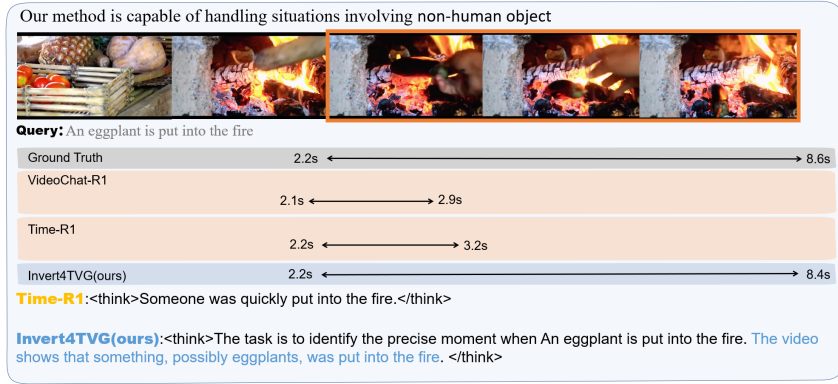 Our method is capable of handling situations involving non-human object
Query: An eggplant is put into the fire
Ground Truth 2.2s 8.6s
VideoChat-R1
2.1s 2.9s
Time-R1
2.2s 3.2s
Invert4TVG(ours) 2.2s 8.4s
Time-R1:<think>Someone was quickly put into the fire.</think>
Invert4TVG(ours):<think>The task is to identify the precise moment when An eggplant is put into the fire. The video
shows that something, possibly eggplants, was put into the fire. </think>